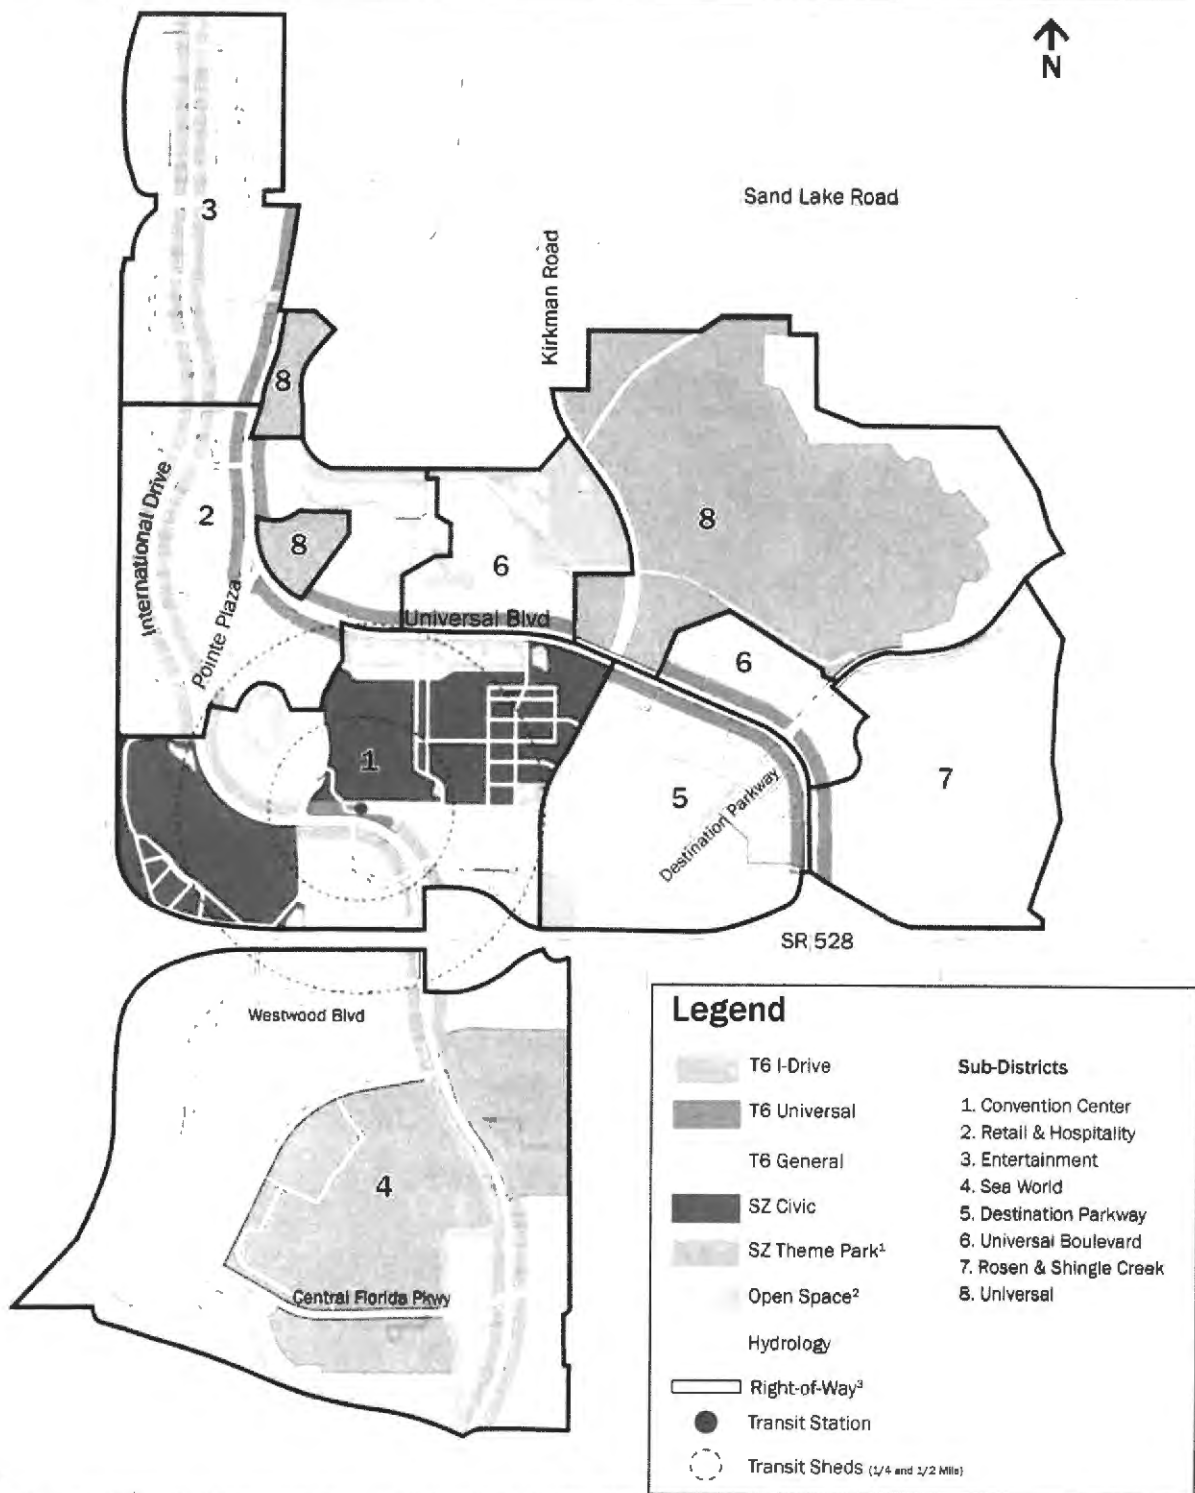 N
Sand Lake Road
Kirkman Road
3
8
8
International Drive
2
8
6
Pointe Plaza
Universal Blvd
6
1
5
7
Destination Parkway
SR 528
Westwood Blvd
4
Central Florida Pkwy
Legend
T6 I-Drive
T6 Universal
T6 General
SZ Civic
SZ Theme Park¹
Open Space²
Hydrology
Right-of-Way³
Transit Station
Transit Sheds (1/4 and 1/2 Mile)
Sub-Districts
1. Convention Center
2. Retail & Hospitality
3. Entertainment
4. Sea World
5. Destination Parkway
6. Universal Boulevard
7. Rosen & Shingle Creek
8. Universal